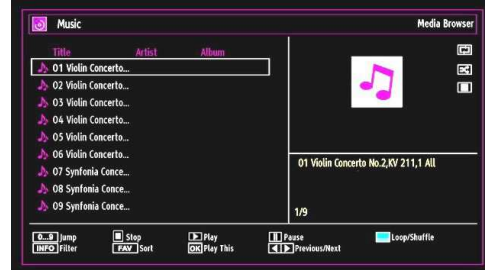 Music
Media Browser
Title Artist Album
01 Violin Concerto...
02 Violin Concerto...
03 Violin Concerto...
04 Violin Concerto...
05 Violin Concerto...
06 Violin Concerto...
07 Synfonia Conce...
08 Synfonia Conce...
09 Synfonia Conce...
01 Violin Concerto No.2,KV 211,1 All
1/9
0...9 Jump Stop Play Pause Loop/Shuffle
INFO Filter FAV Sort OK Play This Previous/Next